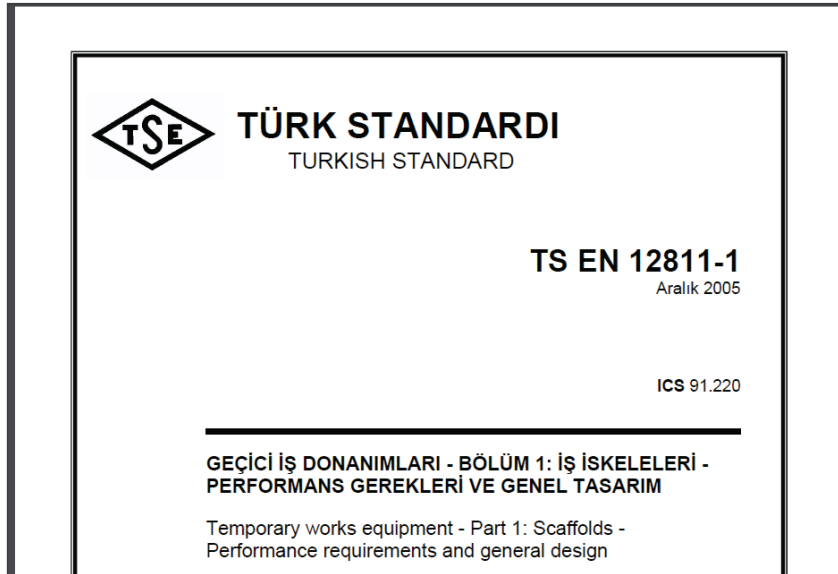 TSE
TÜRK STANDARDI
TURKISH STANDARD
TS EN 12811-1
Aralık 2005
ICS 91.220
GEÇİCİ İŞ DONANIMLARI - BÖLÜM 1: İŞ İSKELELERİ -
PERFORMANS GEREKLERİ VE GENEL TASARIM
Temporary works equipment - Part 1: Scaffolds -
Performance requirements and general design